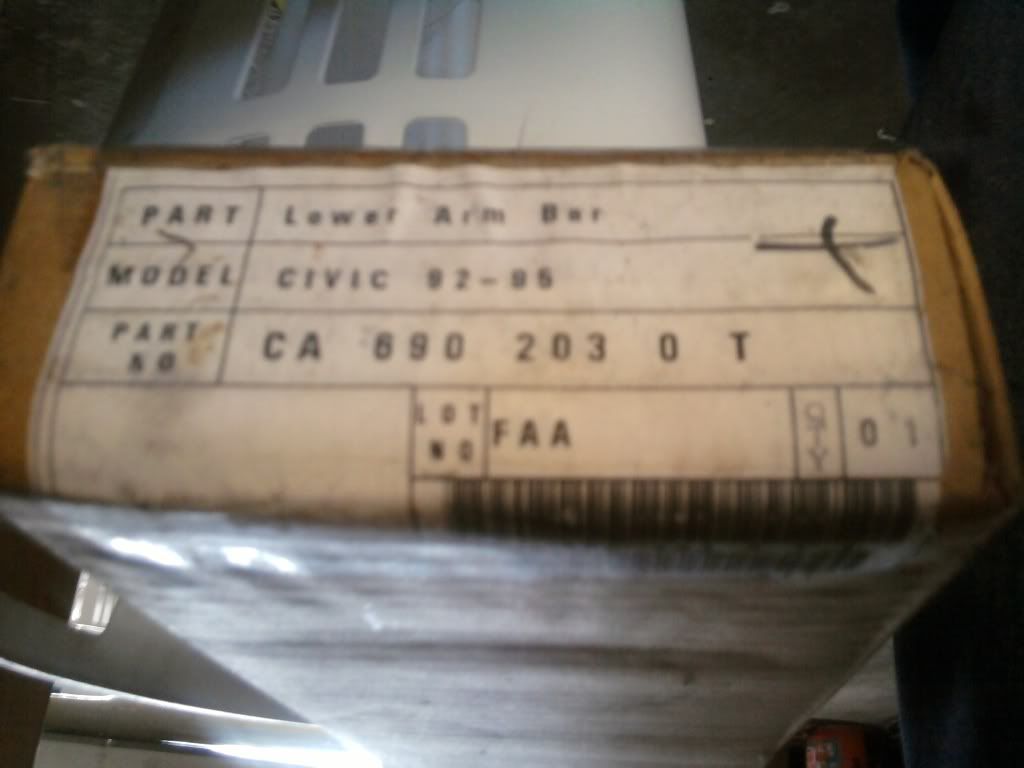 PART Lower Arm Bar
MODEL CIVIC 92-95
PART NO CA 690 203 0 T
LOT NO FAA QTY 01